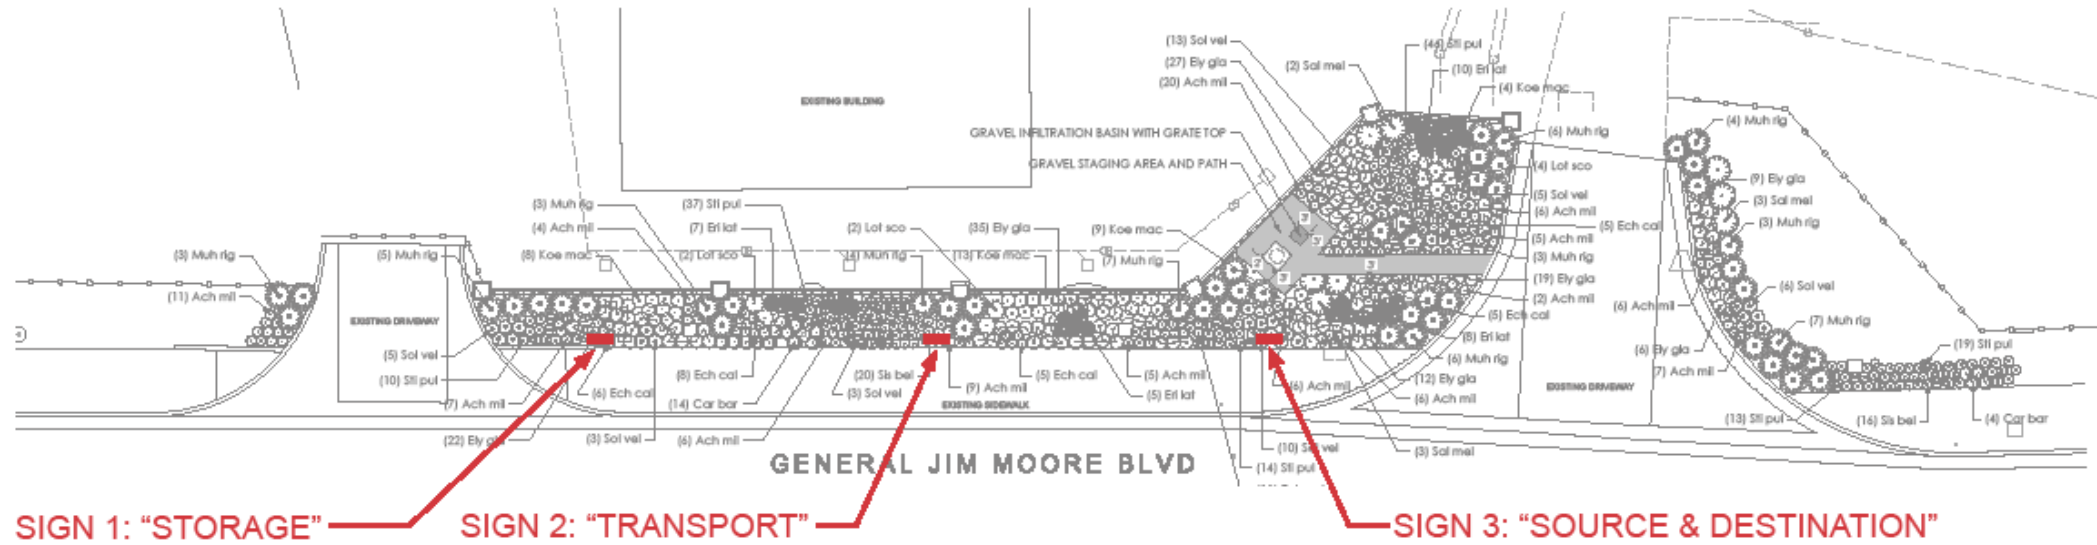 (13) Sol vel
(27) Ely gla
(20) Ach mil
(2) Sal mel
(46) Sti pul
(10) Eri lat
(4) Koe mac
EXISTING BUILDING
GRAVEL INFILTRATION BASIN WITH GRATE TOP
GRAVEL STAGING AREA AND PATH
(6) Muh rig
(4) Lot sco
(5) Sol vel
(6) Ach mil
(5) Ech cal
(5) Ach mil
(3) Muh rig
(19) Ely gla
(2) Ach mil
(5) Ech cal
(8) Eri lat
(6) Muh rig
(12) Ely gla
(6) Ach mil
(3) Sal mel
(4) Muh rig
(9) Ely gla
(3) Sal mel
(3) Muh rig
(6) Sol vel
(7) Muh rig
(19) Sti pul
(6) Ach mil
(6) Ely gla
(7) Ach mil
(13) Sti pul
(16) Sis bel
(4) Car bar
(3) Muh rig
(11) Ach mil
EXISTING DRIVEWAY
(5) Muh rig
(3) Muh rig
(4) Ach mil
(8) Koe mac
(37) Sti pul
(7) Eri lat
(2) Lot sco
(2) Lot sco
(4) Muh rig
(35) Ely gla
(13) Koe mac
(9) Koe mac
(7) Muh rig
3'
3'
2'
3'
3'
(5) Sol vel
(10) Sti pul
(7) Ach mil
(22) Ely gla
(6) Ech cal
(3) Sol vel
(8) Ech cal
(14) Car bar
(6) Ach mil
(20) Sis bel
(3) Sol vel
(9) Ach mil
(5) Ech cal
(5) Ach mil
(5) Eri lat
(6) Ach mil
(14) Sti pul
EXISTING SIDEWALK
EXISTING DRIVEWAY
GENERAL JIM MOORE BLVD
SIGN 1: “STORAGE”
SIGN 2: “TRANSPORT”
SIGN 3: “SOURCE & DESTINATION”